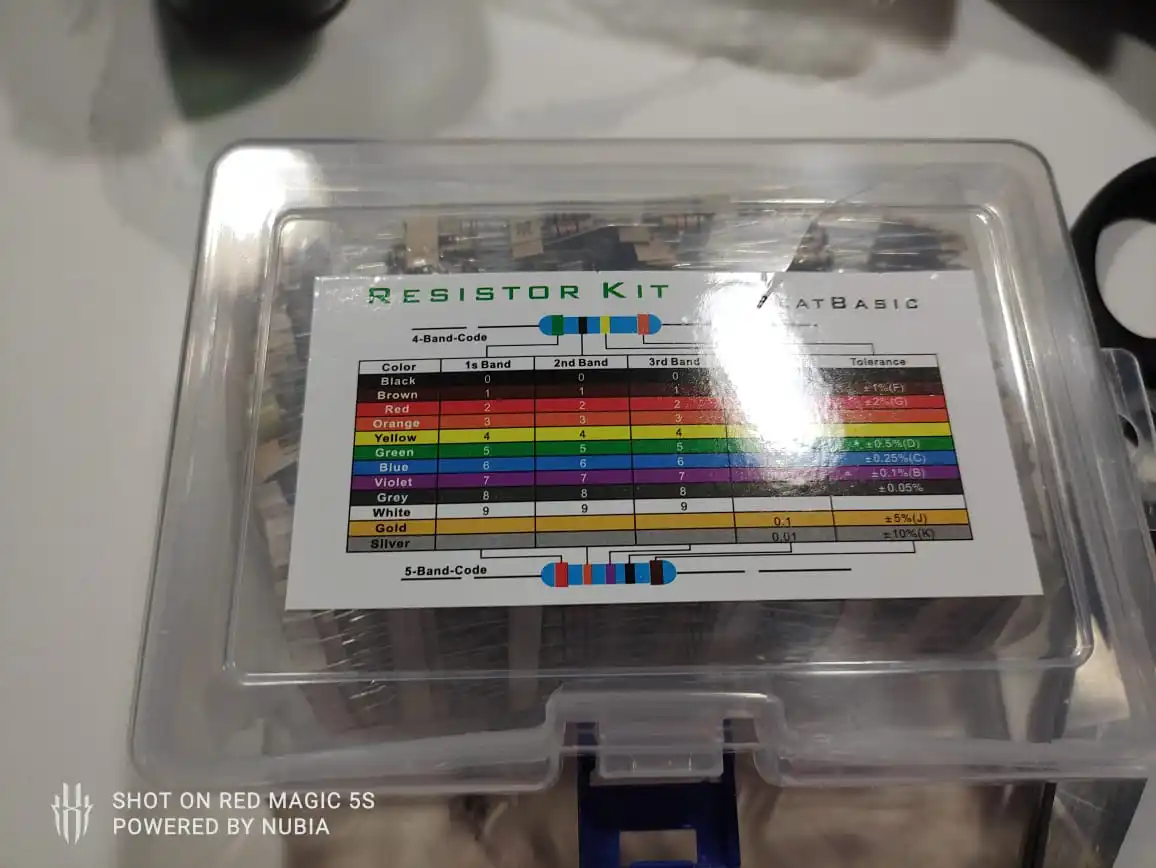 RESISTOR KIT
4-Band-Code
Color 1s Band 2nd Band 3rd Band Tolerance
Black 0 0 0
Brown 1 1 1 ±1%(F)
Red 2 2 2 ±2%(G)
Orange 3 3 3
Yellow 4 4 4
Green 5 5 5 ±0.5%(D)
Blue 6 6 6 ±0.25%(C)
Violet 7 7 7 ±0.1%(B)
Grey 8 8 8 ±0.05%
White 9 9 9
Gold 0.1 ±5%(J)
Silver 0.01 ±10%(K)
5-Band-Code
SHOT ON RED MAGIC 5S
POWERED BY NUBIA